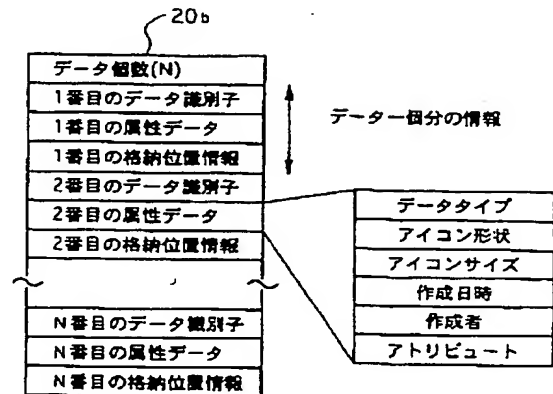 20b
データ個数(N)
1番目のデータ識別子
1番目の属性データ
1番目の格納位置情報
2番目のデータ識別子
2番目の属性データ
2番目の格納位置情報
N番目のデータ識別子
N番目の属性データ
N番目の格納位置情報
データ一個分の情報
データタイプ
アイコン形状
アイコンサイズ
作成日時
作成者
アトリビュート